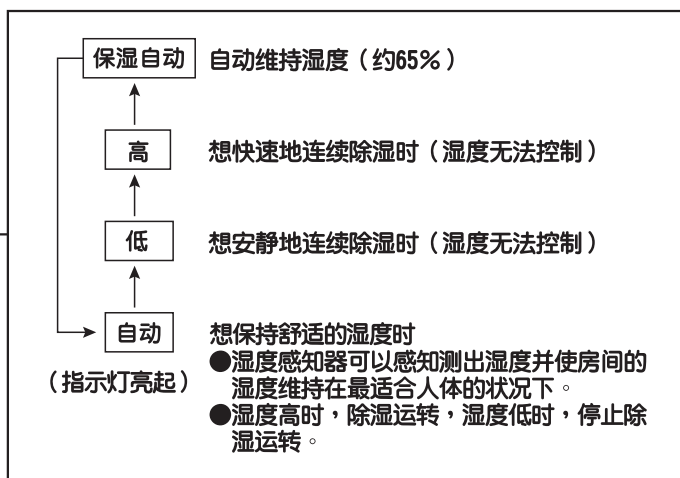 保湿自动 自动维持湿度（约65%）
高 想快速地连续除湿时（湿度无法控制）
低 想安静地连续除湿时（湿度无法控制）
自动 想保持舒适的湿度时
（指示灯亮起）
●湿度感知器可以感知测出湿度并使房间的
湿度维持在最适合人体的状况下。
●湿度高时，除湿运转，湿度低时，停止除
湿运转。